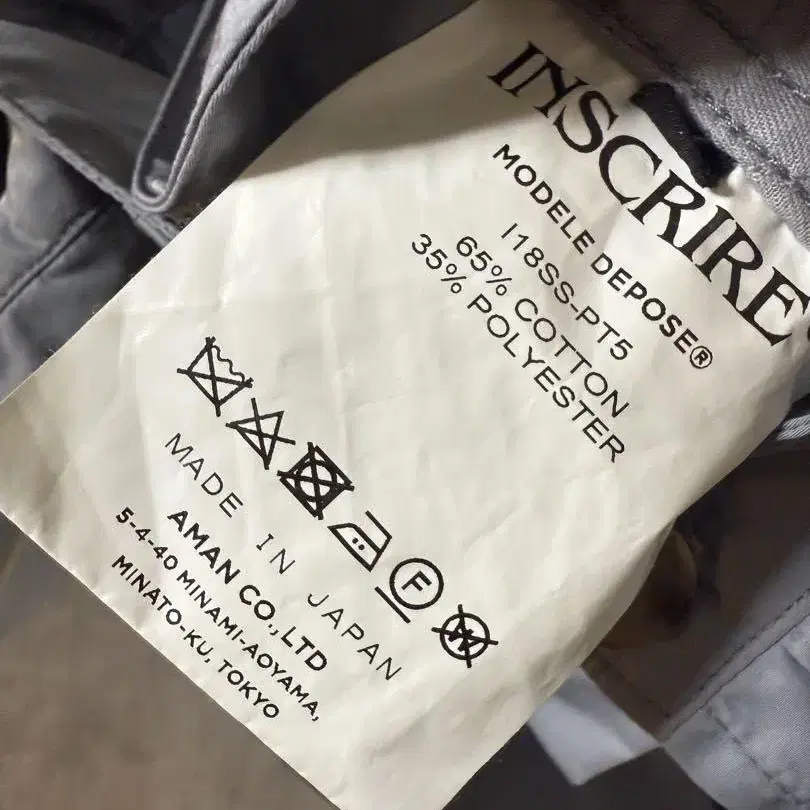 INSCRIRE
MODELE DEPOSE®
I18SS-PT5
65% COTTON
35% POLYESTER
F
W
MADE IN JAPAN
AMAN CO.,LTD
5-4-40 MINAMI-AOYAMA,
MINATO-KU, TOKYO